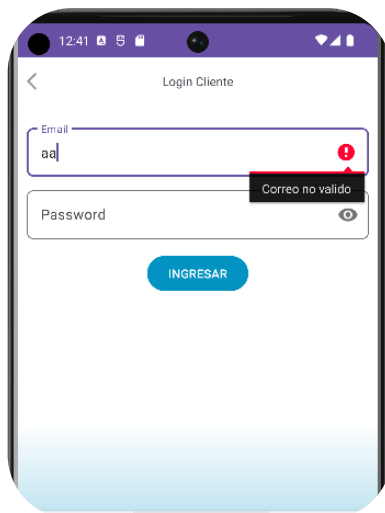 12:41
Login Cliente
Email
aa
Correo no valido
Password
INGRESAR